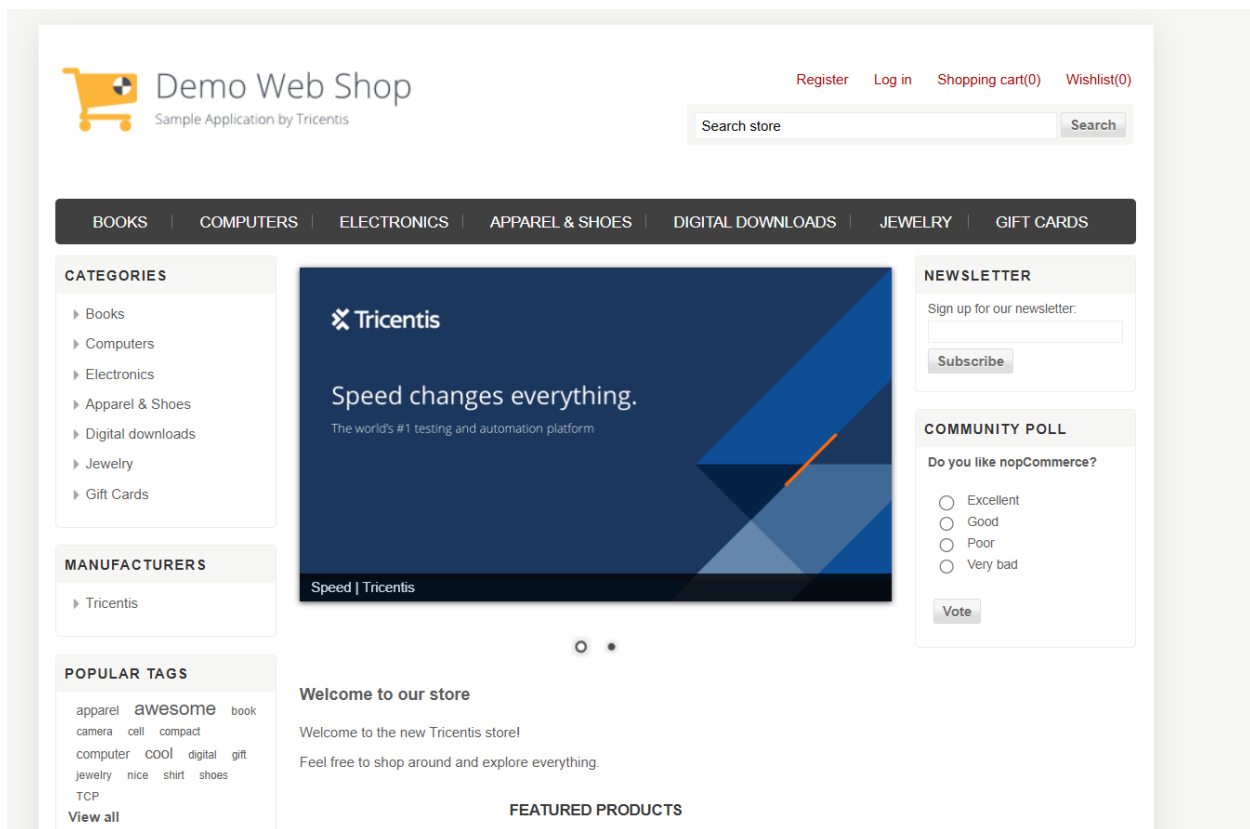 Demo Web Shop
Sample Application by Tricentis
Register Log in Shopping cart(0) Wishlist(0)
Search store Search
BOOKS COMPUTERS ELECTRONICS APPAREL & SHOES DIGITAL DOWNLOADS JEWELRY GIFT CARDS
CATEGORIES
Books
Computers
Electronics
Apparel & Shoes
Digital downloads
Jewelry
Gift Cards
MANUFACTURERS
Tricentis
POPULAR TAGS
apparel awesome book
camera cell compact
computer cool digital gift
jewelry nice shirt shoes
TCP
View all
Tricentis
Speed changes everything.
The world's #1 testing and automation platform
Speed | Tricentis
Welcome to our store
Welcome to the new Tricentis store!
Feel free to shop around and explore everything.
FEATURED PRODUCTS
NEWSLETTER
Sign up for our newsletter:
Subscribe
COMMUNITY POLL
Do you like nopCommerce?
Excellent
Good
Poor
Very bad
Vote